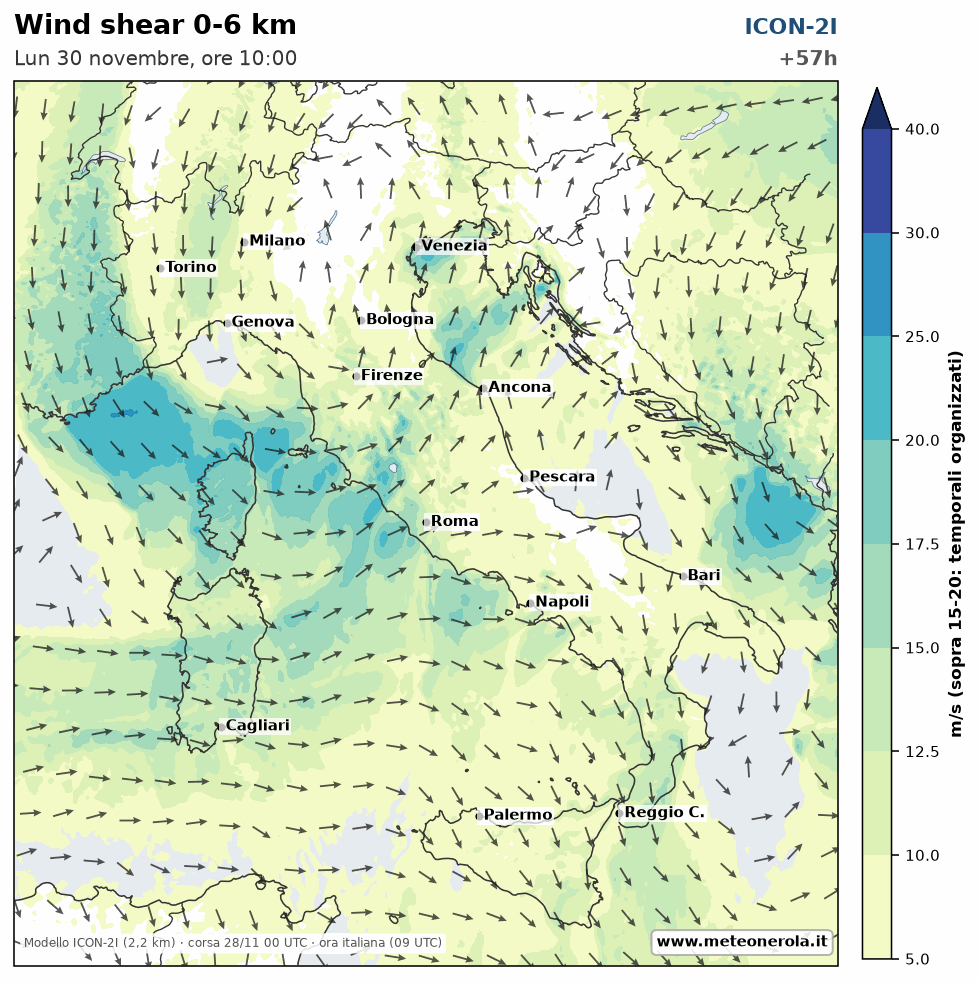 Wind shear 0-6 km
ICON-2I
Lun 30 novembre, ore 10:00
+57h
40.0
30.0
25.0
20.0
17.5
15.0
12.5
10.0
5.0
m/s (sopra 15-20: temporali organizzati)
Venezia
Milano
Torino
Genova
Bologna
Firenze
Ancona
Pescara
Roma
Bari
Napoli
Cagliari
Palermo
Reggio C.
Modello ICON-2I (2,2 km) · corsa 28/11 00 UTC · ora italiana (09 UTC)
www.meteonerola.it